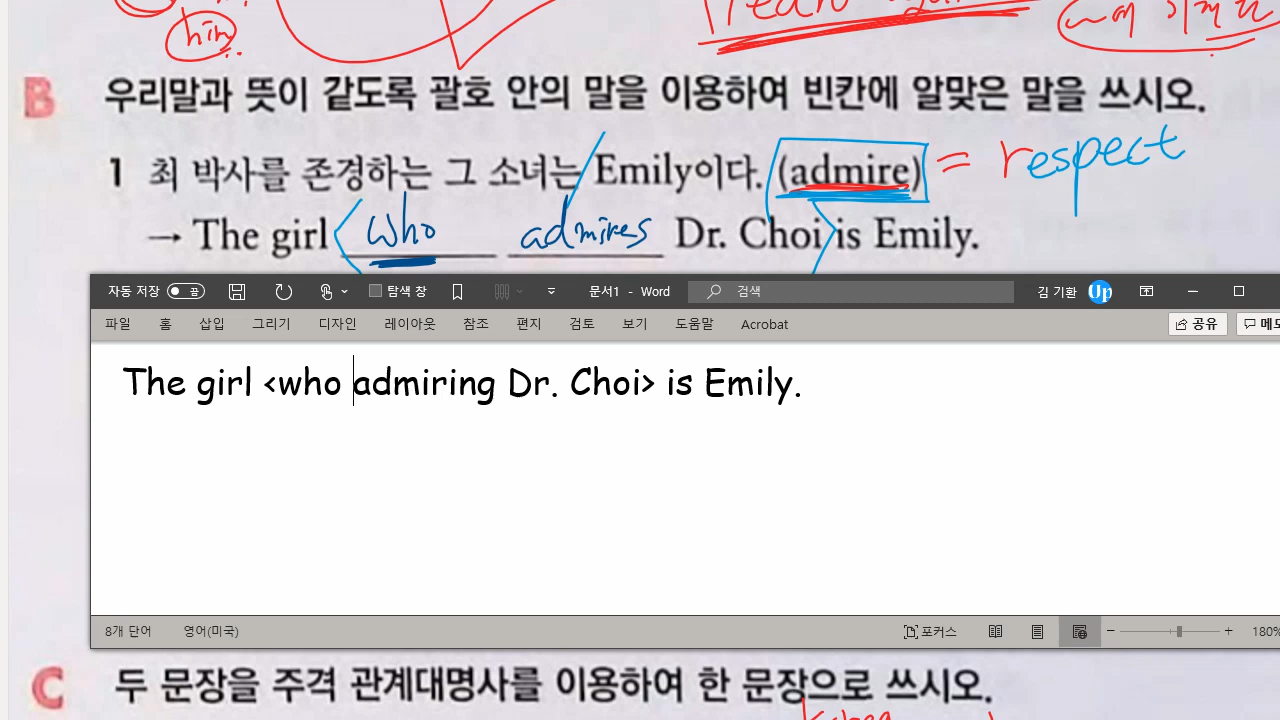 him
B 우리말과 뜻이 같도록 괄호 안의 말을 이용하여 빈칸에 알맞은 말을 쓰시오.
1 최 박사를 존경하는 그 소녀는 Emily이다. (admire) = respect
→ The girl who admires Dr. Choi is Emily.
자동 저장 끔 탐색 창 문서1 - Word 검색 김 기환 Up
파일 홈 삽입 그리기 디자인 레이아웃 참조 편지 검토 보기 도움말 Acrobat 공유
The girl <who admiring Dr. Choi> is Emily.
8개 단어 영어(미국) 포커스 180%
C 두 문장을 주격 관계대명사를 이용하여 한 문장으로 쓰시오.